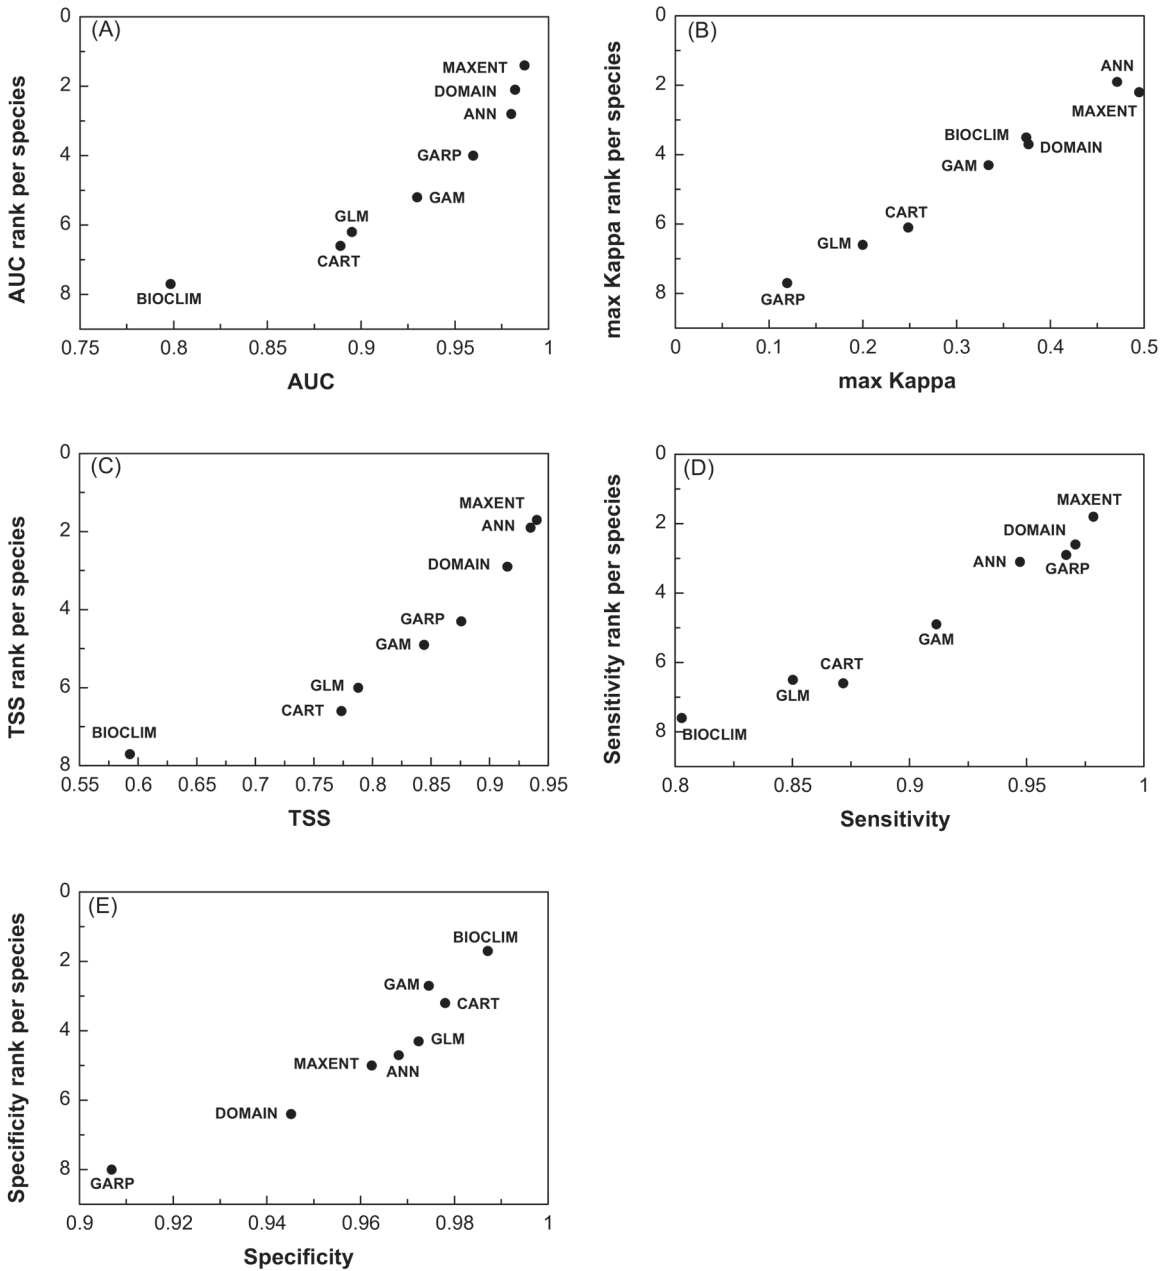 (A)
0
2
4
6
8
AUC rank per species
MAXENT
DOMAIN
ANN
GARP
GAM
GLM
CART
BIOCLIM
0.75
0.8
0.85
0.9
0.95
1
AUC
(B)
0
2
4
6
8
max Kappa rank per species
ANN
MAXENT
BIOCLIM
DOMAIN
GAM
CART
GLM
GARP
0
0.1
0.2
0.3
0.4
0.5
max Kappa
(C)
0
2
4
6
8
TSS rank per species
MAXENT
ANN
DOMAIN
GARP
GAM
GLM
CART
BIOCLIM
0.55
0.6
0.65
0.7
0.75
0.8
0.85
0.9
0.95
TSS
(D)
0
2
4
6
8
Sensitivity rank per species
MAXENT
DOMAIN
ANN
GARP
GAM
CART
GLM
BIOCLIM
0.8
0.85
0.9
0.95
1
Sensitivity
(E)
0
2
4
6
8
Specificity rank per species
BIOCLIM
GAM
CART
GLM
MAXENT
ANN
DOMAIN
GARP
0.9
0.92
0.94
0.96
0.98
1
Specificity